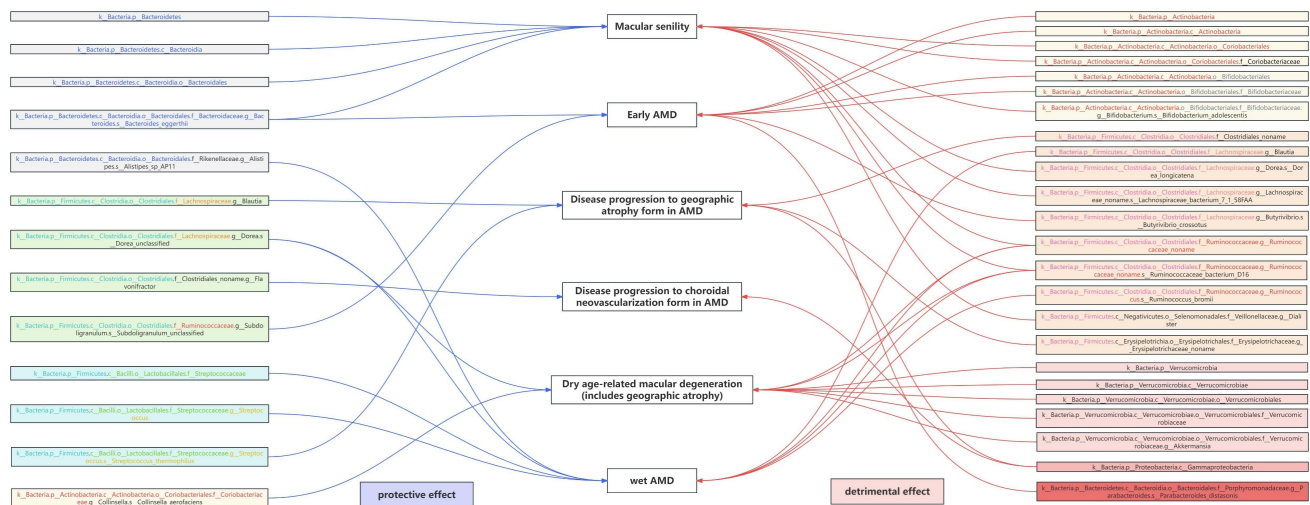 k__Bacteria.p__Bacteroidetes
k__Bacteria.p__Bacteroidetes.c__Bacteroidia
k__Bacteria.p__Bacteroidetes.c__Bacteroidia.o__Bacteroidales
k__Bacteria.p__Bacteroidetes.c__Bacteroidia.o__Bacteroidales.f__Bacteroidaceae.g__Bac
teroides.s__Bacteroides_eggerthii
k__Bacteria.p__Bacteroidetes.c__Bacteroidia.o__Bacteroidales.f__Rikenellaceae.g__Alisti
pes.s__Alistipes_sp_AP11
k__Bacteria.p__Firmicutes.c__Clostridia.o__Clostridiales.f__Lachnospiraceae.g__Blautia
k__Bacteria.p__Firmicutes.c__Clostridia.o__Clostridiales.f__Lachnospiraceae.g__Dorea.s
__Dorea_unclassified
k__Bacteria.p__Firmicutes.c__Clostridia.o__Clostridiales.f__Clostridiales_noname.g__Fla
vonifractor
k__Bacteria.p__Firmicutes.c__Clostridia.o__Clostridiales.f__Ruminococcaceae.g__Subdo
ligranulum.s__Subdoligranulum_unclassified
k__Bacteria.p__Firmicutes.c__Bacilli.o__Lactobacillales.f__Streptococcaceae
k__Bacteria.p__Firmicutes.c__Bacilli.o__Lactobacillales.f__Streptococcaceae.g__Streptoc
occus
k__Bacteria.p__Firmicutes.c__Bacilli.o__Lactobacillales.f__Streptococcaceae.g__Streptoc
occus.s__Streptococcus_thermophilus
k__Bacteria.p__Actinobacteria.c__Actinobacteria.o__Coriobacteriales.f__Coriobacteriac
eae.g__Collinsella.s__Collinsella_aerofaciens
Macular senility
Early AMD
Disease progression to geographic
atrophy form in AMD
Disease progression to choroidal
neovascularization form in AMD
Dry age-related macular degeneration
(includes geographic atrophy)
wet AMD
protective effect
detrimental effect
k__Bacteria.p__Actinobacteria
k__Bacteria.p__Actinobacteria.c__Actinobacteria
k__Bacteria.p__Actinobacteria.c__Actinobacteria.o__Coriobacteriales
k__Bacteria.p__Actinobacteria.c__Actinobacteria.o__Coriobacteriales.f__Coriobacteriaceae
k__Bacteria.p__Actinobacteria.c__Actinobacteria.o__Bifidobacteriales
k__Bacteria.p__Actinobacteria.c__Actinobacteria.o__Bifidobacteriales.f__Bifidobacteriaceae
k__Bacteria.p__Actinobacteria.c__Actinobacteria.o__Bifidobacteriales.f__Bifidobacteriaceae.
g__Bifidobacterium.s__Bifidobacterium_adolescentis
k__Bacteria.p__Firmicutes.c__Clostridia.o__Clostridiales.f__Clostridiales_noname
k__Bacteria.p__Firmicutes.c__Clostridia.o__Clostridiales.f__Lachnospiraceae.g__Blautia
k__Bacteria.p__Firmicutes.c__Clostridia.o__Clostridiales.f__Lachnospiraceae.g__Dorea.s__Dor
ea_longicatena
k__Bacteria.p__Firmicutes.c__Clostridia.o__Clostridiales.f__Lachnospiraceae.g__Lachnospirac
eae_noname.s__Lachnospiraceae_bacterium_7_1_58FAA
k__Bacteria.p__Firmicutes.c__Clostridia.o__Clostridiales.f__Lachnospiraceae.g__Butyrivibrio.s
__Butyrivibrio_crossotus
k__Bacteria.p__Firmicutes.c__Clostridia.o__Clostridiales.f__Ruminococcaceae.g__Ruminococ
caceae_noname
k__Bacteria.p__Firmicutes.c__Clostridia.o__Clostridiales.f__Ruminococcaceae.g__Ruminococ
caceae_noname.s__Ruminococcaceae_bacterium_D16
k__Bacteria.p__Firmicutes.c__Clostridia.o__Clostridiales.f__Ruminococcaceae.g__Ruminococ
cus.s__Ruminococcus_bromii
k__Bacteria.p__Firmicutes.c__Negativicutes.o__Selenomonadales.f__Veillonellaceae.g__Diali
ster
k__Bacteria.p__Firmicutes.c__Erysipelotrichia.o__Erysipelotrichales.f__Erysipelotrichaceae.g_
_Erysipelotrichaceae_noname
k__Bacteria.p__Verrucomicrobia
k__Bacteria.p__Verrucomicrobia.c__Verrucomicrobiae
k__Bacteria.p__Verrucomicrobia.c__Verrucomicrobiae.o__Verrucomicrobiales
k__Bacteria.p__Verrucomicrobia.c__Verrucomicrobiae.o__Verrucomicrobiales.f__Verrucomic
robiaceae
k__Bacteria.p__Verrucomicrobia.c__Verrucomicrobiae.o__Verrucomicrobiales.f__Verrucomic
robiaceae.g__Akkermansia
k__Bacteria.p__Proteobacteria.c__Gammaproteobacteria
k__Bacteria.p__Bacteroidetes.c__Bacteroidia.o__Bacteroidales.f__Porphyromonadaceae.g__P
arabacteroides.s__Parabacteroides_distasonis